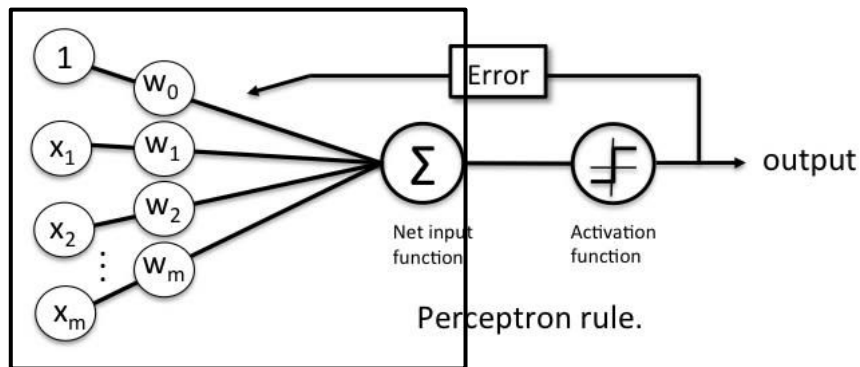 1
w0
Error
x1
w1
Σ
output
x2
w2
Net input
function
Activation
function
⋮
wm
xm
Perceptron rule.